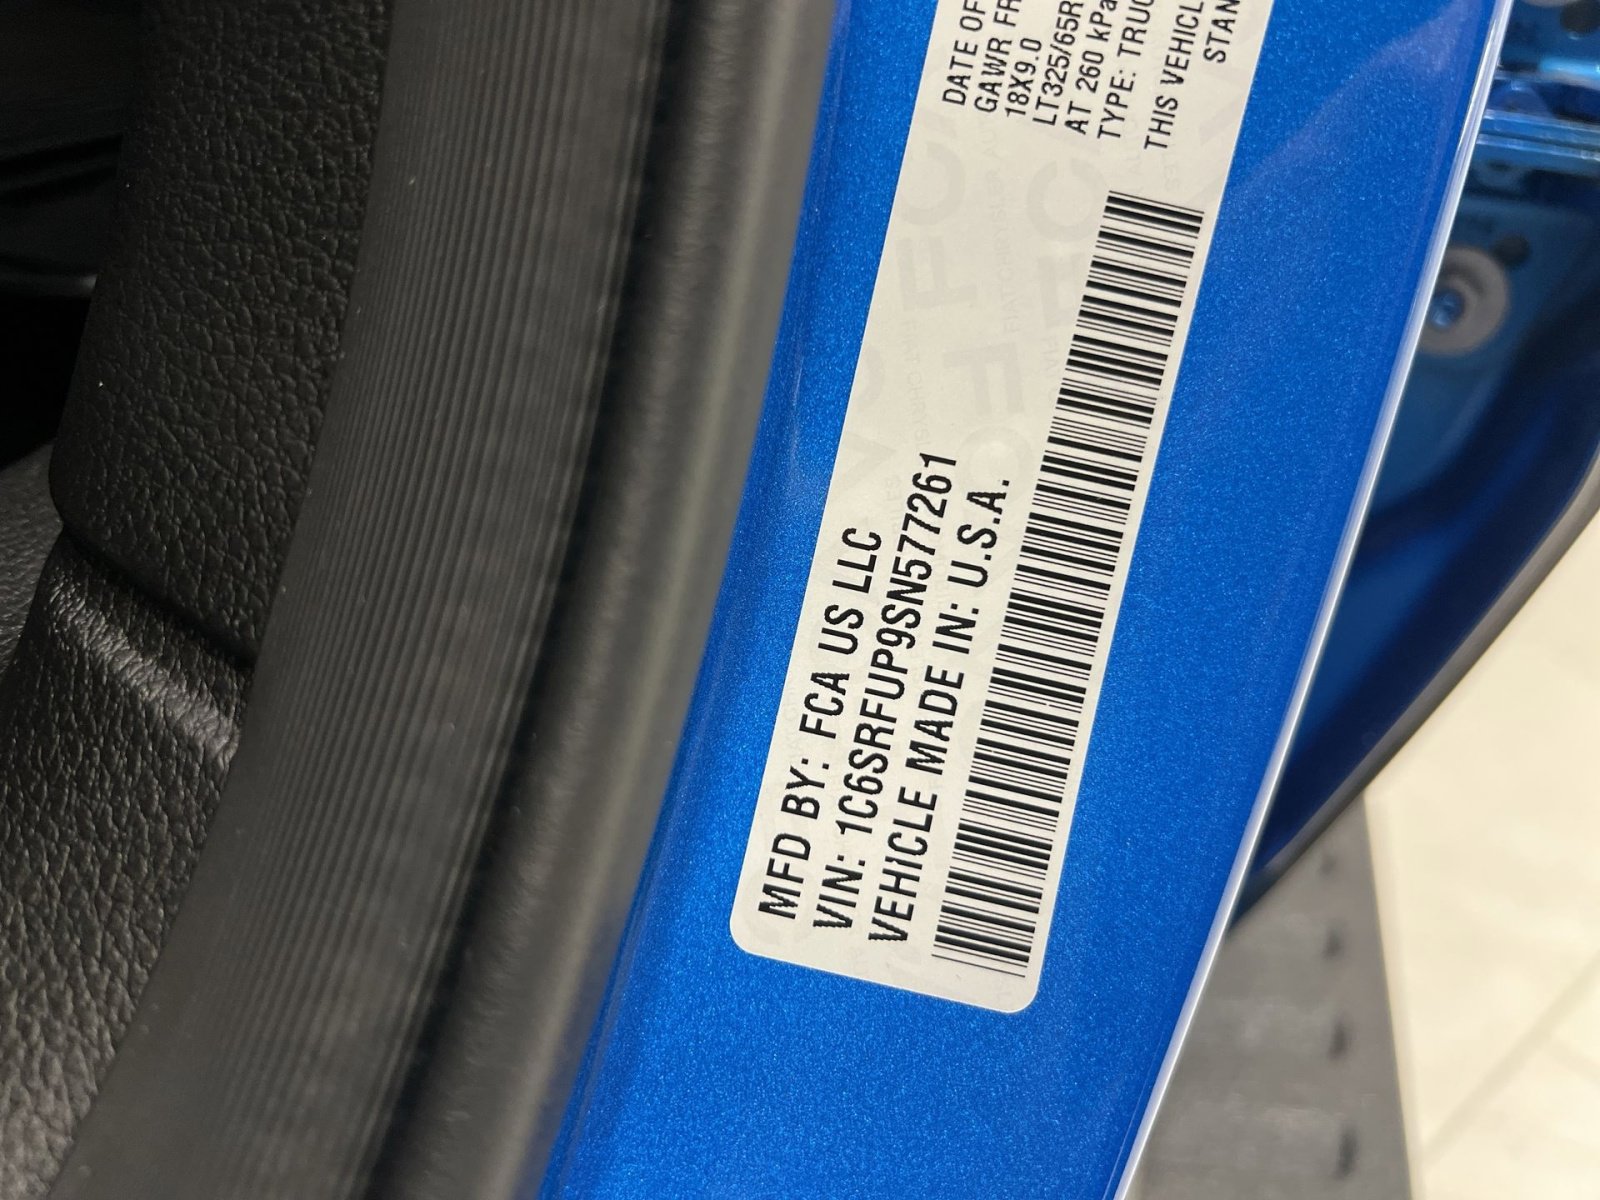 MFD BY: FCA US LLC
VIN: 1C6SRFUP9SN577261
VEHICLE MADE IN: U.S.A.
DATE OF
GAWR FR
18X9.0
LT325/65R
AT 260 kPa
TYPE: TRUC
THIS VEHICL
STAN